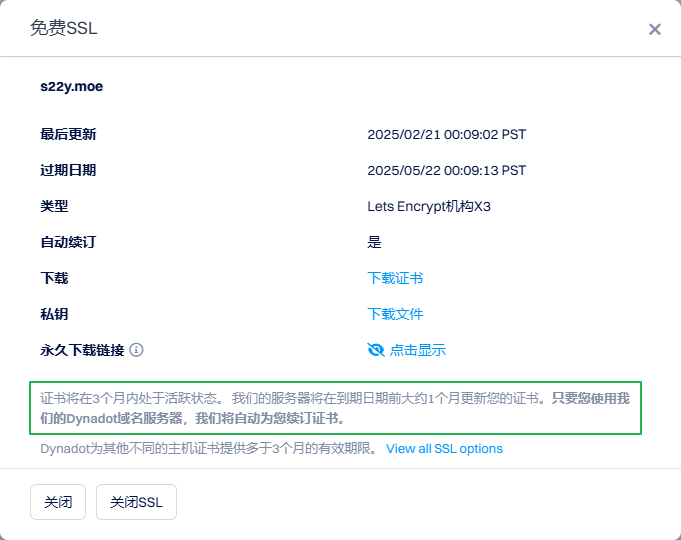 免费SSL
s22y.moe
最后更新 2025/02/21 00:09:02 PST
过期日期 2025/05/22 00:09:13 PST
类型 Lets Encrypt机构X3
自动续订 是
下载 下载证书
私钥 下载文件
永久下载链接 点击显示
证书将在3个月内处于活跃状态。 我们的服务器将在到期日期前大约1个月更新您的证书。只要您使用我
们的Dynadot域名服务器，我们将自动为您续订证书。
Dynadot为其他不同的主机证书提供多于3个月的有效期限。 View all SSL options
关闭 关闭SSL